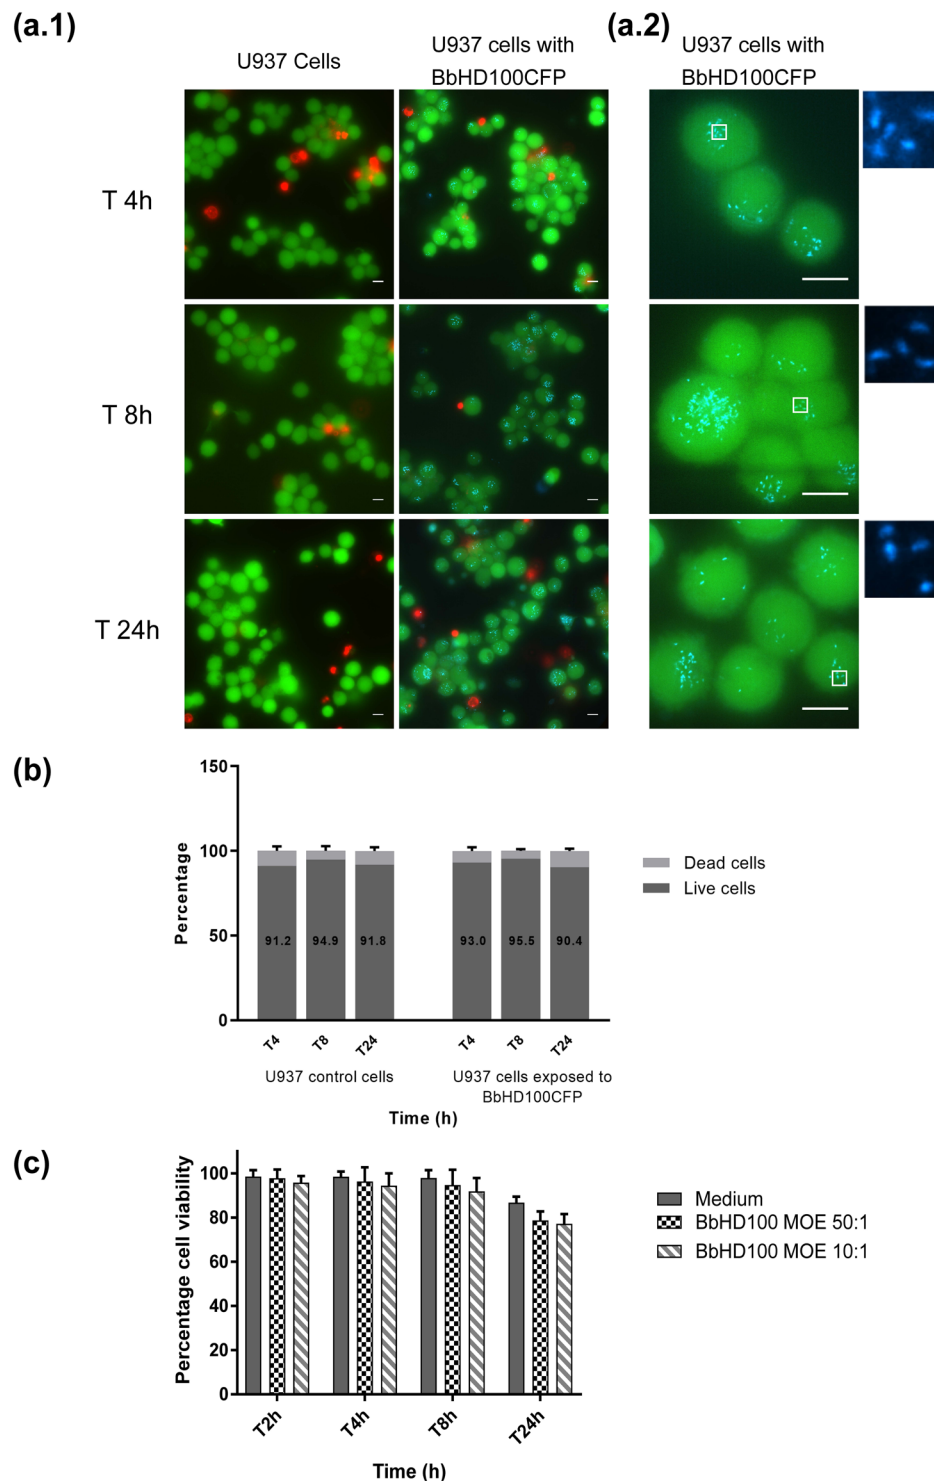 (a.1)
(a.2)
U937 Cells
U937 cells with
BbHD100CFP
U937 cells with
BbHD100CFP
T 4h
T 8h
T 24h
(b)
150
100
50
0
Percentage
91.2
94.9
91.8
93.0
95.5
90.4
T4
T8
T24
T4
T8
T24
U937 control cells
U937 cells exposed to
BbHD100CFP
Time (h)
Dead cells
Live cells
(c)
100
80
60
40
20
0
Percentage cell viability
T2h
T4h
T8h
T24h
Time (h)
Medium
BbHD100 MOE 50:1
BbHD100 MOE 10:1